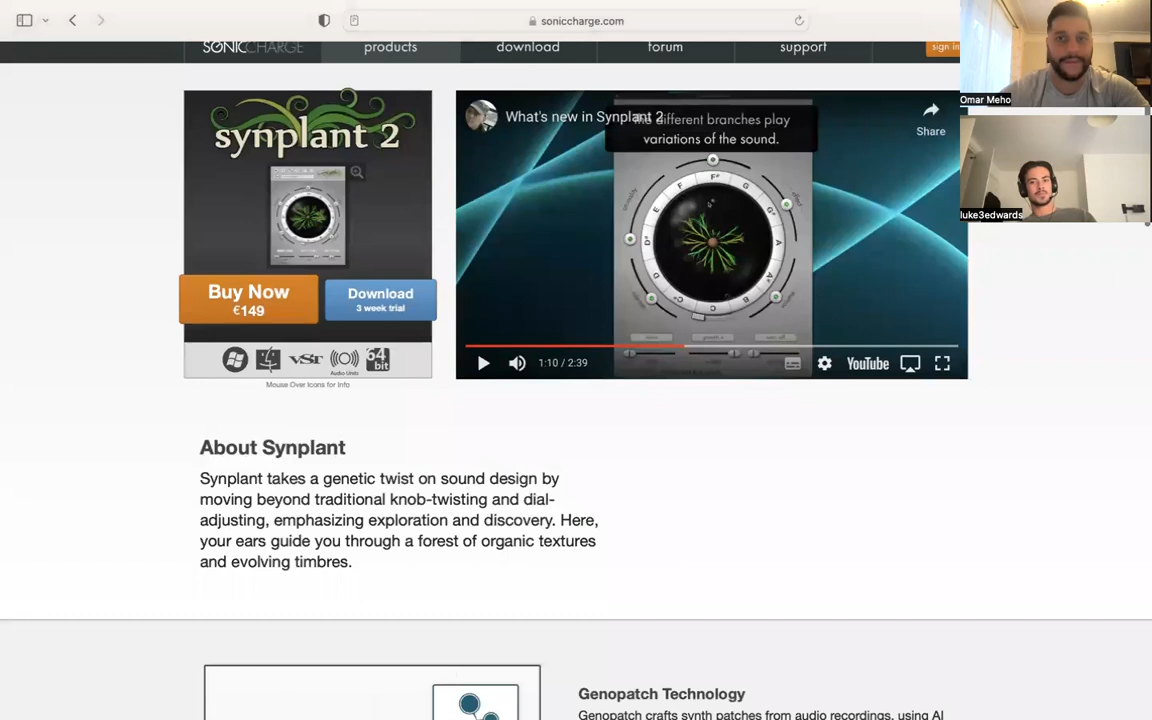 soniccharge.com
SONICCHARGE
products
download
forum
support
sign in
Omar Meho
luke3edwards
synplant 2
Buy Now
€149
Download
3 week trial
VST
Audio Units
64
bit
Mouse Over Icons for Info
What's new in Synplant 2
different branches play
variations of the sound.
Share
F#
G
G#
A
A#
B
C
C#
D
D#
E
F
1:10 / 2:39
YouTube
About Synplant
Synplant takes a genetic twist on sound design by
moving beyond traditional knob-twisting and dial-
adjusting, emphasizing exploration and discovery. Here,
your ears guide you through a forest of organic textures
and evolving timbres.
Genopatch Technology
Genopatch crafts synth patches from audio recordings, using AI